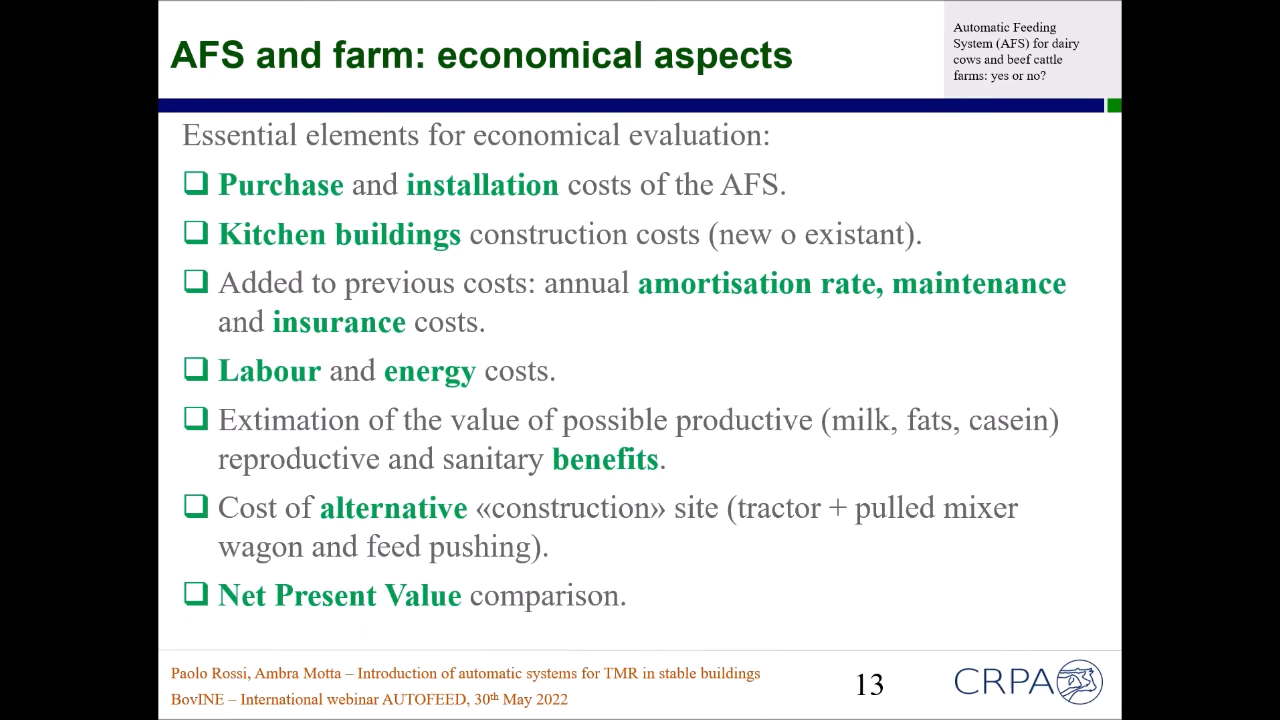 AFS and farm: economical aspects
Automatic Feeding
System (AFS) for dairy
cows and beef cattle
farms: yes or no?
Essential elements for economical evaluation:
❑ Purchase and installation costs of the AFS.
❑ Kitchen buildings construction costs (new o existant).
❑ Added to previous costs: annual amortisation rate, maintenance
and insurance costs.
❑ Labour and energy costs.
❑ Extimation of the value of possible productive (milk, fats, casein)
reproductive and sanitary benefits.
❑ Cost of alternative «construction» site (tractor + pulled mixer
wagon and feed pushing).
❑ Net Present Value comparison.
Paolo Rossi, Ambra Motta – Introduction of automatic systems for TMR in stable buildings
BovINE – International webinar AUTOFEED, 30th May 2022
13
CRPA